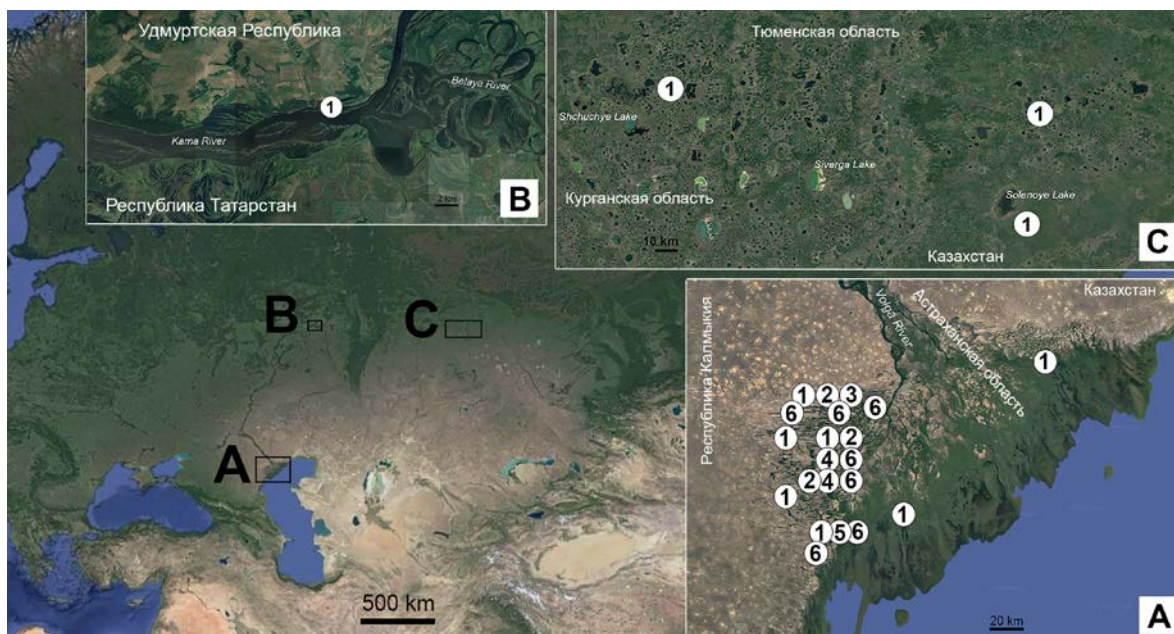 Удмуртская Республика
Belaya River
1
Kama River
2 km
Республика Татарстан
B
Тюменская область
1
1
Shchuchye Lake
Siverga Lake
Курганская область
Solenoye Lake
1
10 km
Казахстан
C
B
C
A
500 km
Республика Калмыкия
Volga River
Астраханская область
Казахстан
1
1 2 3
6 6 6
1 1 2
4 6
2 4 6
1
1
1 5 6
6
20 km
A